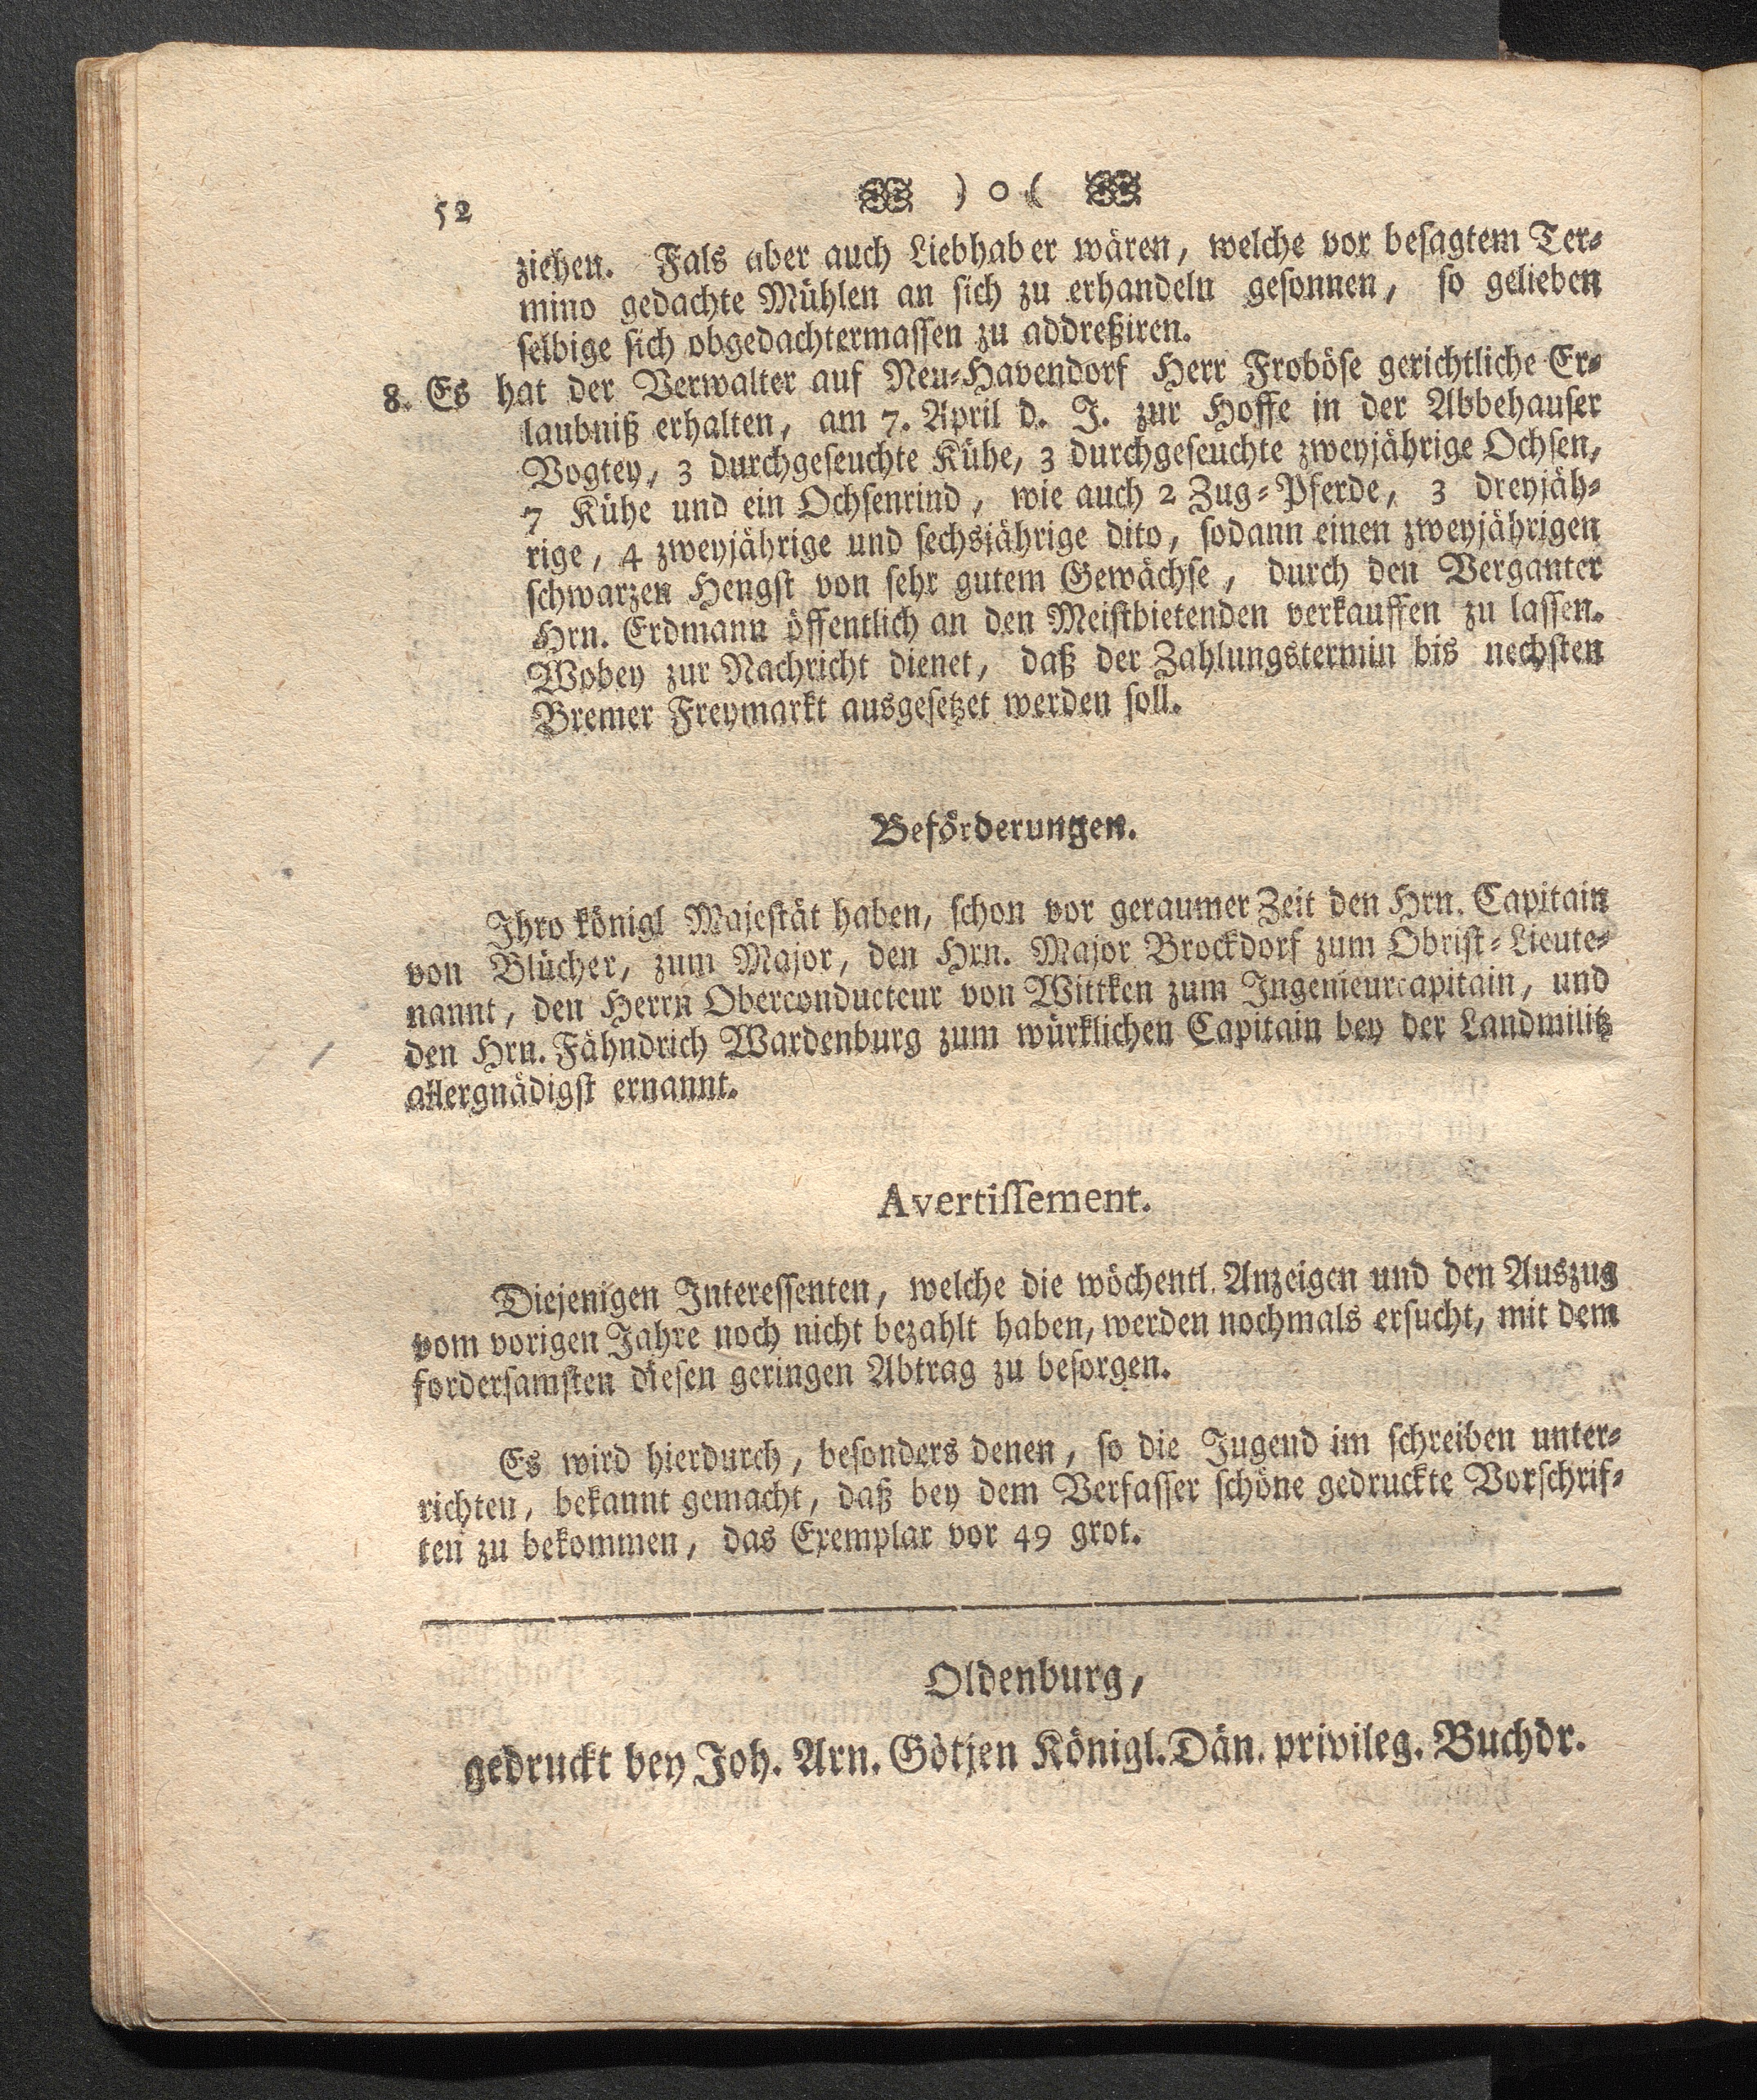 52 ) o (
ziehen. Fals aber auch Liebhaber wären, welche vor besagtem Ter-
mino gedachte Mühlen an sich zu erhandeln gesonnen, so gelieben
selbige sich obgedachtermassen zu addreßiren.
8. Es hat der Verwalter auf Neu-Havendorf Herr Froböse gerichtliche Er-
laubniß erhalten, am 7. April d. J. zur Hoffe in der Abbehauser
Vogtey, 3 durchgeseuchte Kühe, 3 durchgeseuchte zweyjährige Ochsen,
7 Kühe und ein Ochsenrind, wie auch 2 Zug-Pferde, 3 dreyjäh-
rige, 4 zweyjährige und sechsjährige dito, sodann einen zweyjährigen
schwarzen Hengst von sehr gutem Gewächse, durch den Verganter
Hrn. Erdmann öffentlich an den Meistbietenden verkauffen zu lassen.
Wobey zur Nachricht dienet, daß der Zahlungstermin bis nechsten
Bremer Freymarkt ausgesetzet werden soll.
Beförderungen.
Ihro königl Majestät haben, schon vor geraumer Zeit den Hrn. Capitain
von Blücher, zum Major, den Hrn. Major Brockdorf zum Obrist-Lieute-
nannt, den Herrn Oberconducteur von Wittken zum Ingenieurcapitain, und
den Hrn. Fähndrich Wardenburg zum würklichen Capitain bey der Landmilitz
allergnädigst ernannt.
Avertissement.
Diejenigen Interessenten, welche die wöchentl. Anzeigen und den Auszug
vom vorigen Jahre noch nicht bezahlt haben, werden nochmals ersucht, mit dem
fordersamsten diesen geringen Abtrag zu besorgen.
Es wird hierdurch, besonders denen, so die Jugend im schreiben unter-
richten, bekannt gemacht, daß bey dem Verfasser schöne gedruckte Vorschrif-
ten zu bekommen, das Exemplar vor 49 grot.
Oldenburg,
gedruckt bey Joh. Arn. Götjen Königl. Dän. privileg. Buchdr.